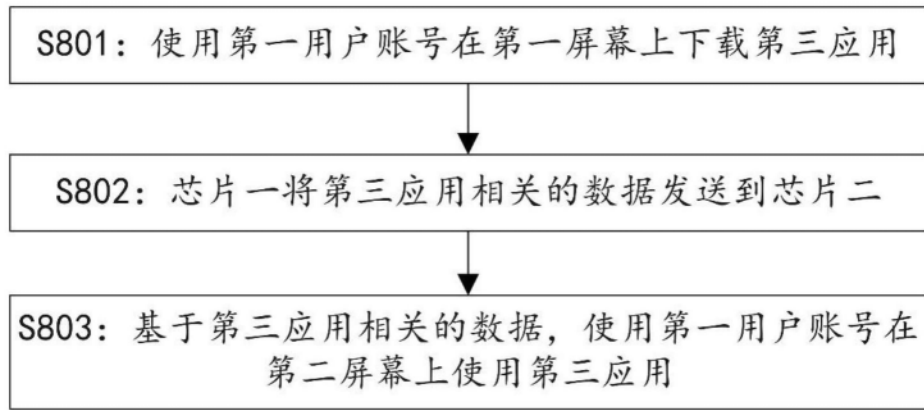 S801：使用第一用户账号在第一屏幕上下载第三应用
S802：芯片一将第三应用相关的数据发送到芯片二
S803：基于第三应用相关的数据，使用第一用户账号在
第二屏幕上使用第三应用